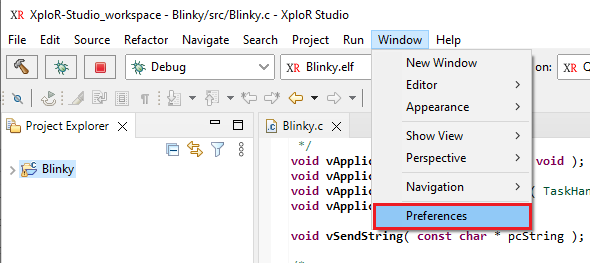 XR XploR-Studio_workspace - Blinky/src/Blinky.c - XploR Studio
File Edit Source Refactor Navigate Search Project Run Window Help
Debug XR Blinky.elf on:
Project Explorer
Blinky
Blinky.c
*/
void vApplic void );
void vApplic
void vApplic ( TaskHan
void vApplic
void vSendString( const char * pcString );
/*
New Window
Editor
Appearance
Show View
Perspective
Navigation
Preferences